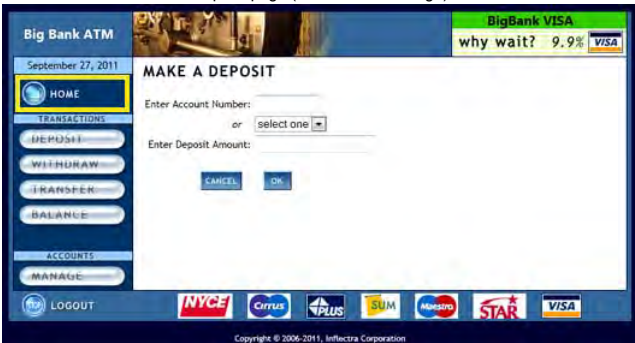 BigBank VISA
Big Bank ATM
why wait? 9.9% VISA
September 27, 2011
MAKE A DEPOSIT
HOME
Enter Account Number:
TRANSACTIONS
or select one
DEPOSIT
Enter Deposit Amount:
WITHDRAW
CANCEL OK
TRANSFER
BALANCE
ACCOUNTS
MANAGE
LOGOUT
NYCE Cirrus PLUS SUM Maestro STAR VISA
Copyright © 2006-2011, Inflectra Corporation